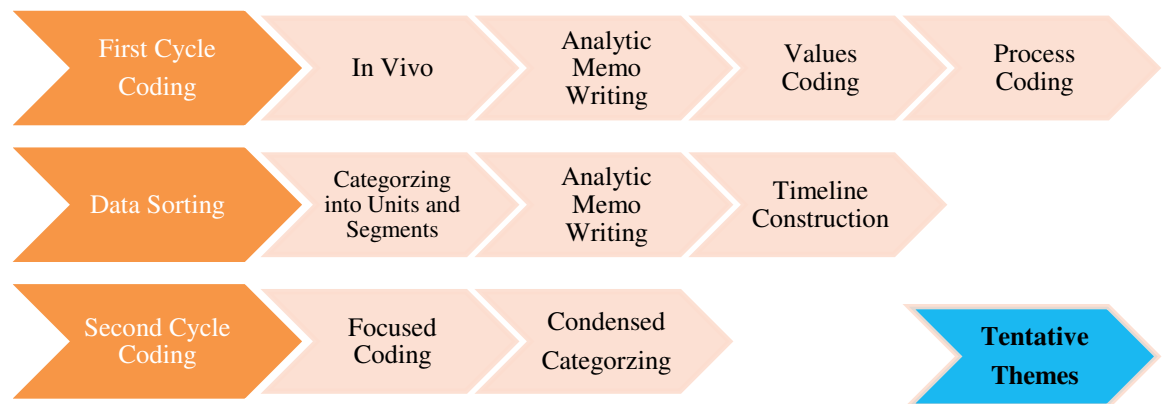 First Cycle
Coding
In Vivo
Analytic
Memo
Writing
Values
Coding
Process
Coding
Data Sorting
Categorzing
into Units and
Segments
Analytic
Memo
Writing
Timeline
Construction
Second Cycle
Coding
Focused
Coding
Condensed
Categorzing
Tentative
Themes